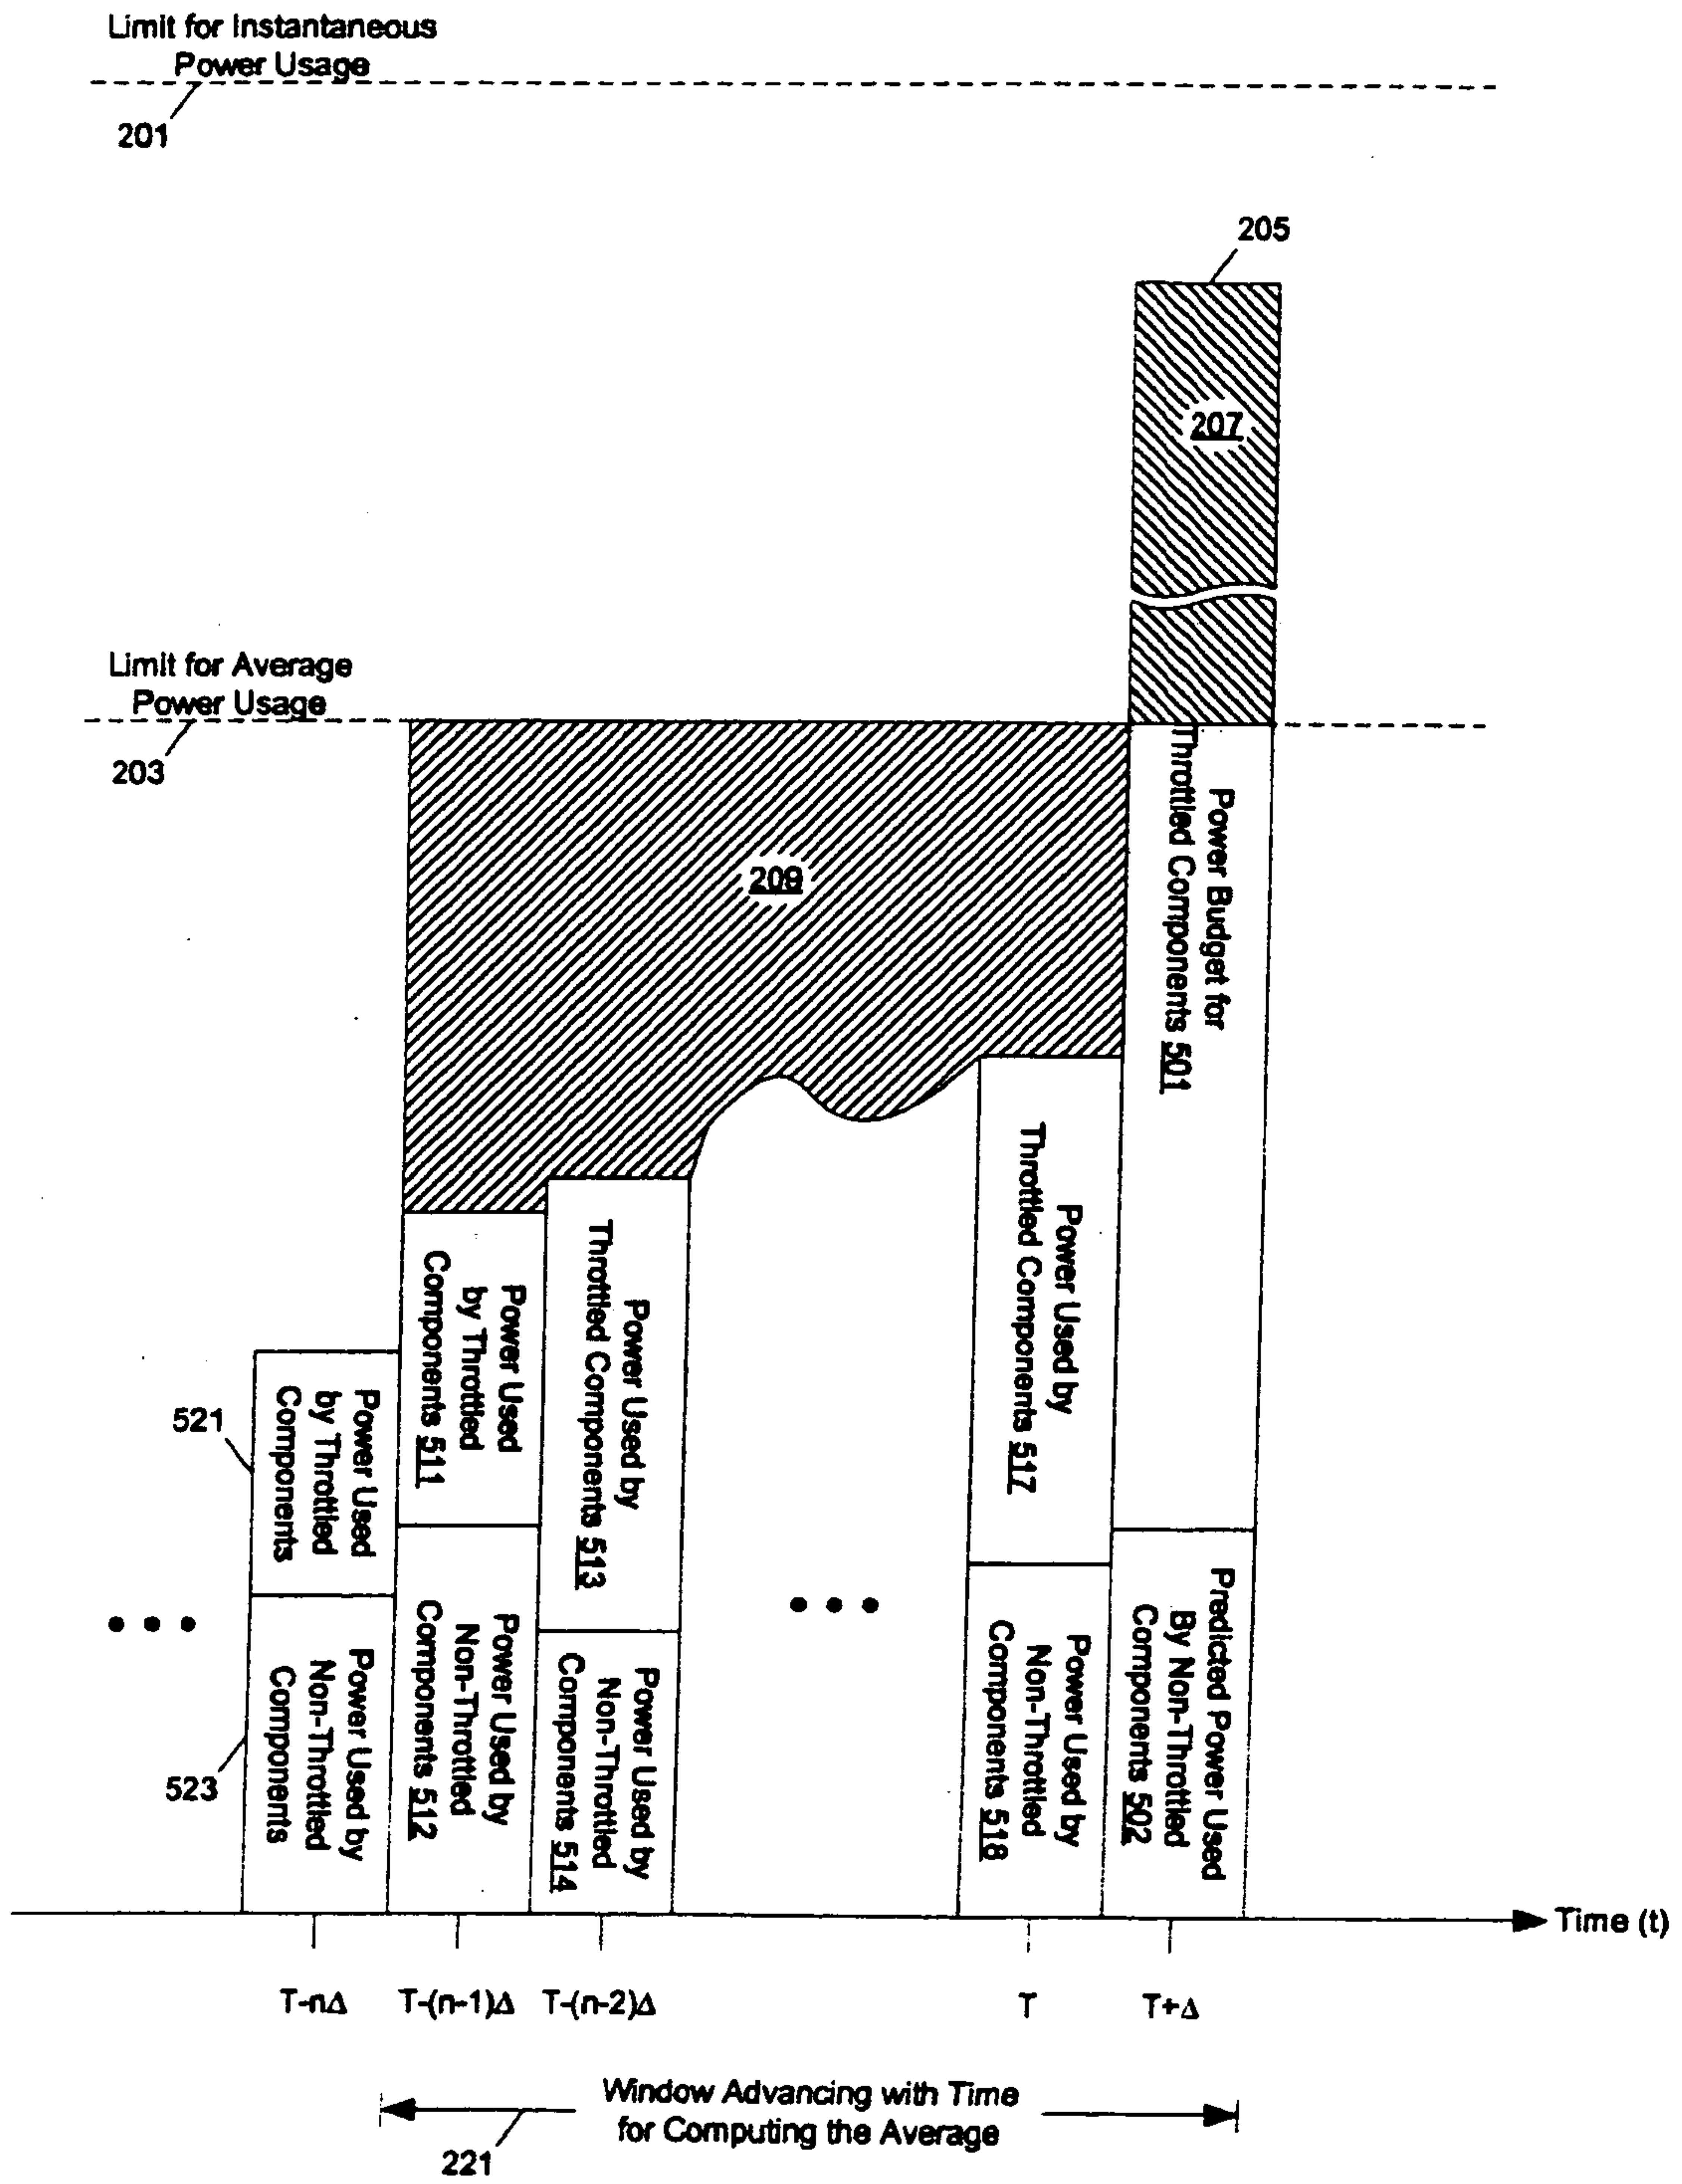 Limit for Instantaneous
Power Usage
201
205
207
Limit for Average
Power Usage
203
209
Power Budget for
Throttled Components 501
Power Used by
Throttled Components 517
Power Used by
Throttled Components 513
Power Used
by Throttled
Components 511
Power Used
by Throttled
Components
521
Power Used by
Non-Throttled
Components
523
Power Used by
Non-Throttled
Components 512
Power Used by
Non-Throttled
Components 514
Power Used by
Non-Throttled
Components 518
Predicted Power Used
By Non-Throttled
Components 502
Time (t)
T-nΔ
T-(n-1)Δ
T-(n-2)Δ
T
T+Δ
Window Advancing with Time
for Computing the Average
221